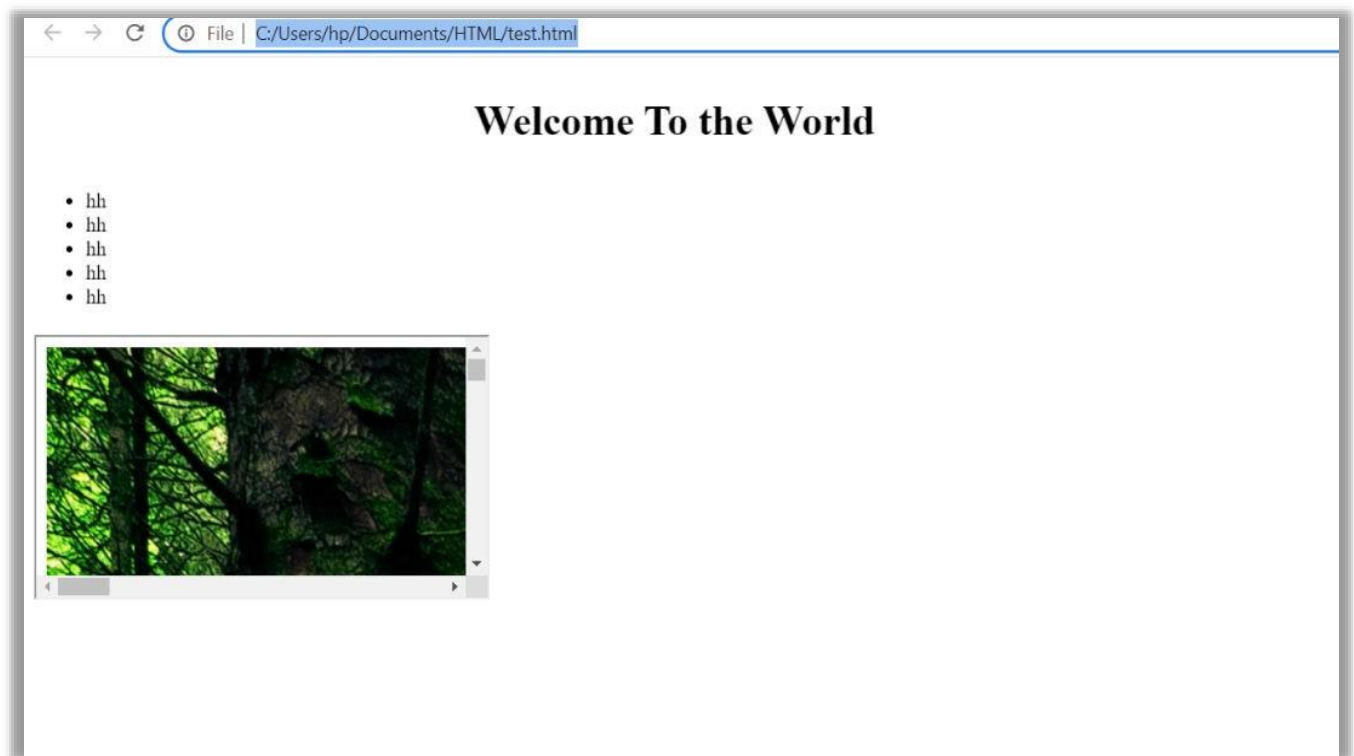 File | C:/Users/hp/Documents/HTML/test.html
Welcome To the World
• hh
• hh
• hh
• hh
• hh